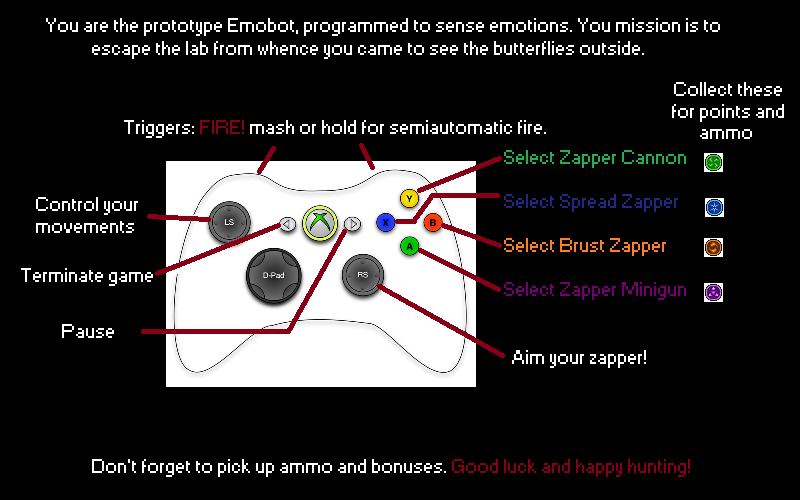 You are the prototype Emobot, programmed to sense emotions. You mission is to
escape the lab from whence you came to see the butterflies outside.
Collect these
for points and
ammo
Triggers: FIRE! mash or hold for semiautomatic fire.
Select Zapper Cannon
Y
Control your
movements
LS
Select Spread Zapper
X
B
Select Brust Zapper
A
Terminate game
D-Pad
RS
Select Zapper Minigun
Pause
Aim your zapper!
Don't forget to pick up ammo and bonuses. Good luck and happy hunting!